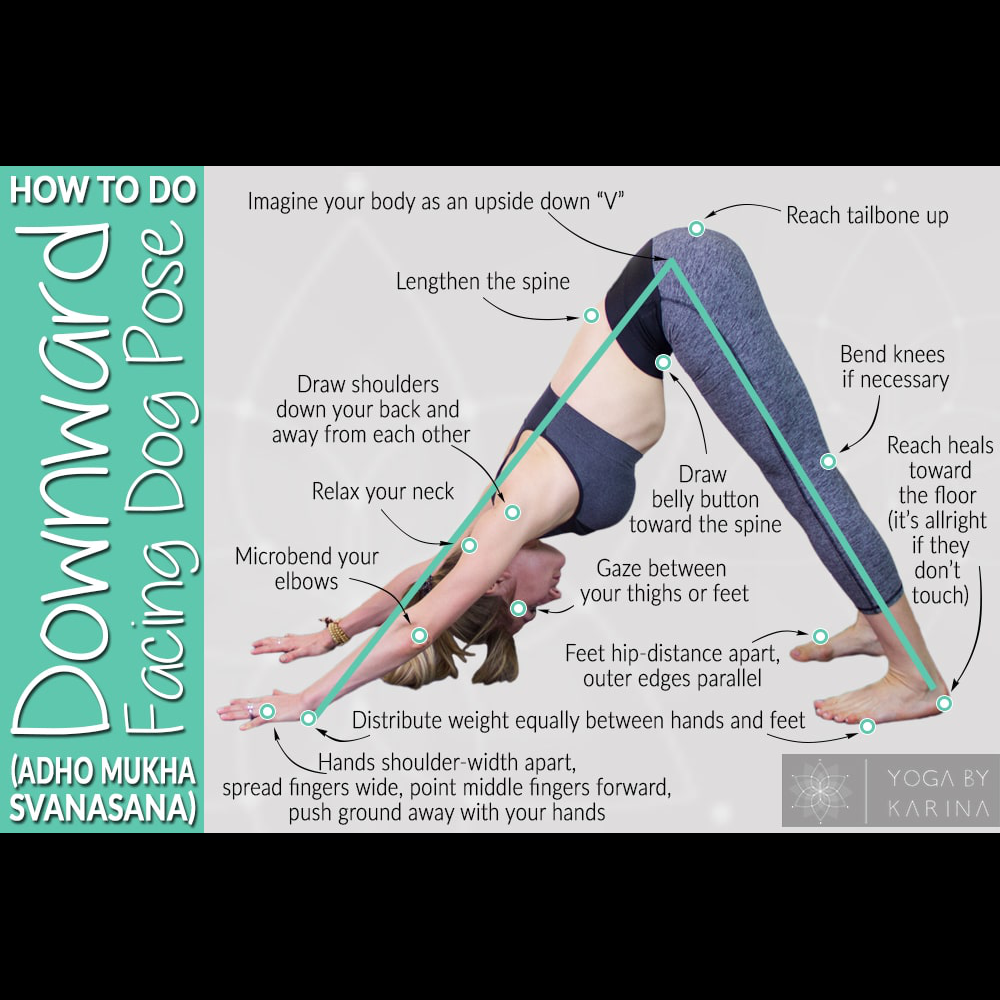 HOW TO DO
Downward
Facing Dog Pose
(ADHO MUKHA
SVANASANA)
Imagine your body as an upside down “V”
Reach tailbone up
Lengthen the spine
Bend knees
if necessary
Draw shoulders
down your back and
away from each other
Reach heals
toward
the floor
(it’s allright
if they
don’t
touch)
Relax your neck
Draw
belly button
toward the spine
Microbend your
elbows
Gaze between
your thighs or feet
Feet hip-distance apart,
outer edges parallel
Distribute weight equally between hands and feet
Hands shoulder-width apart,
spread fingers wide, point middle fingers forward,
push ground away with your hands
YOGA BY
KARINA